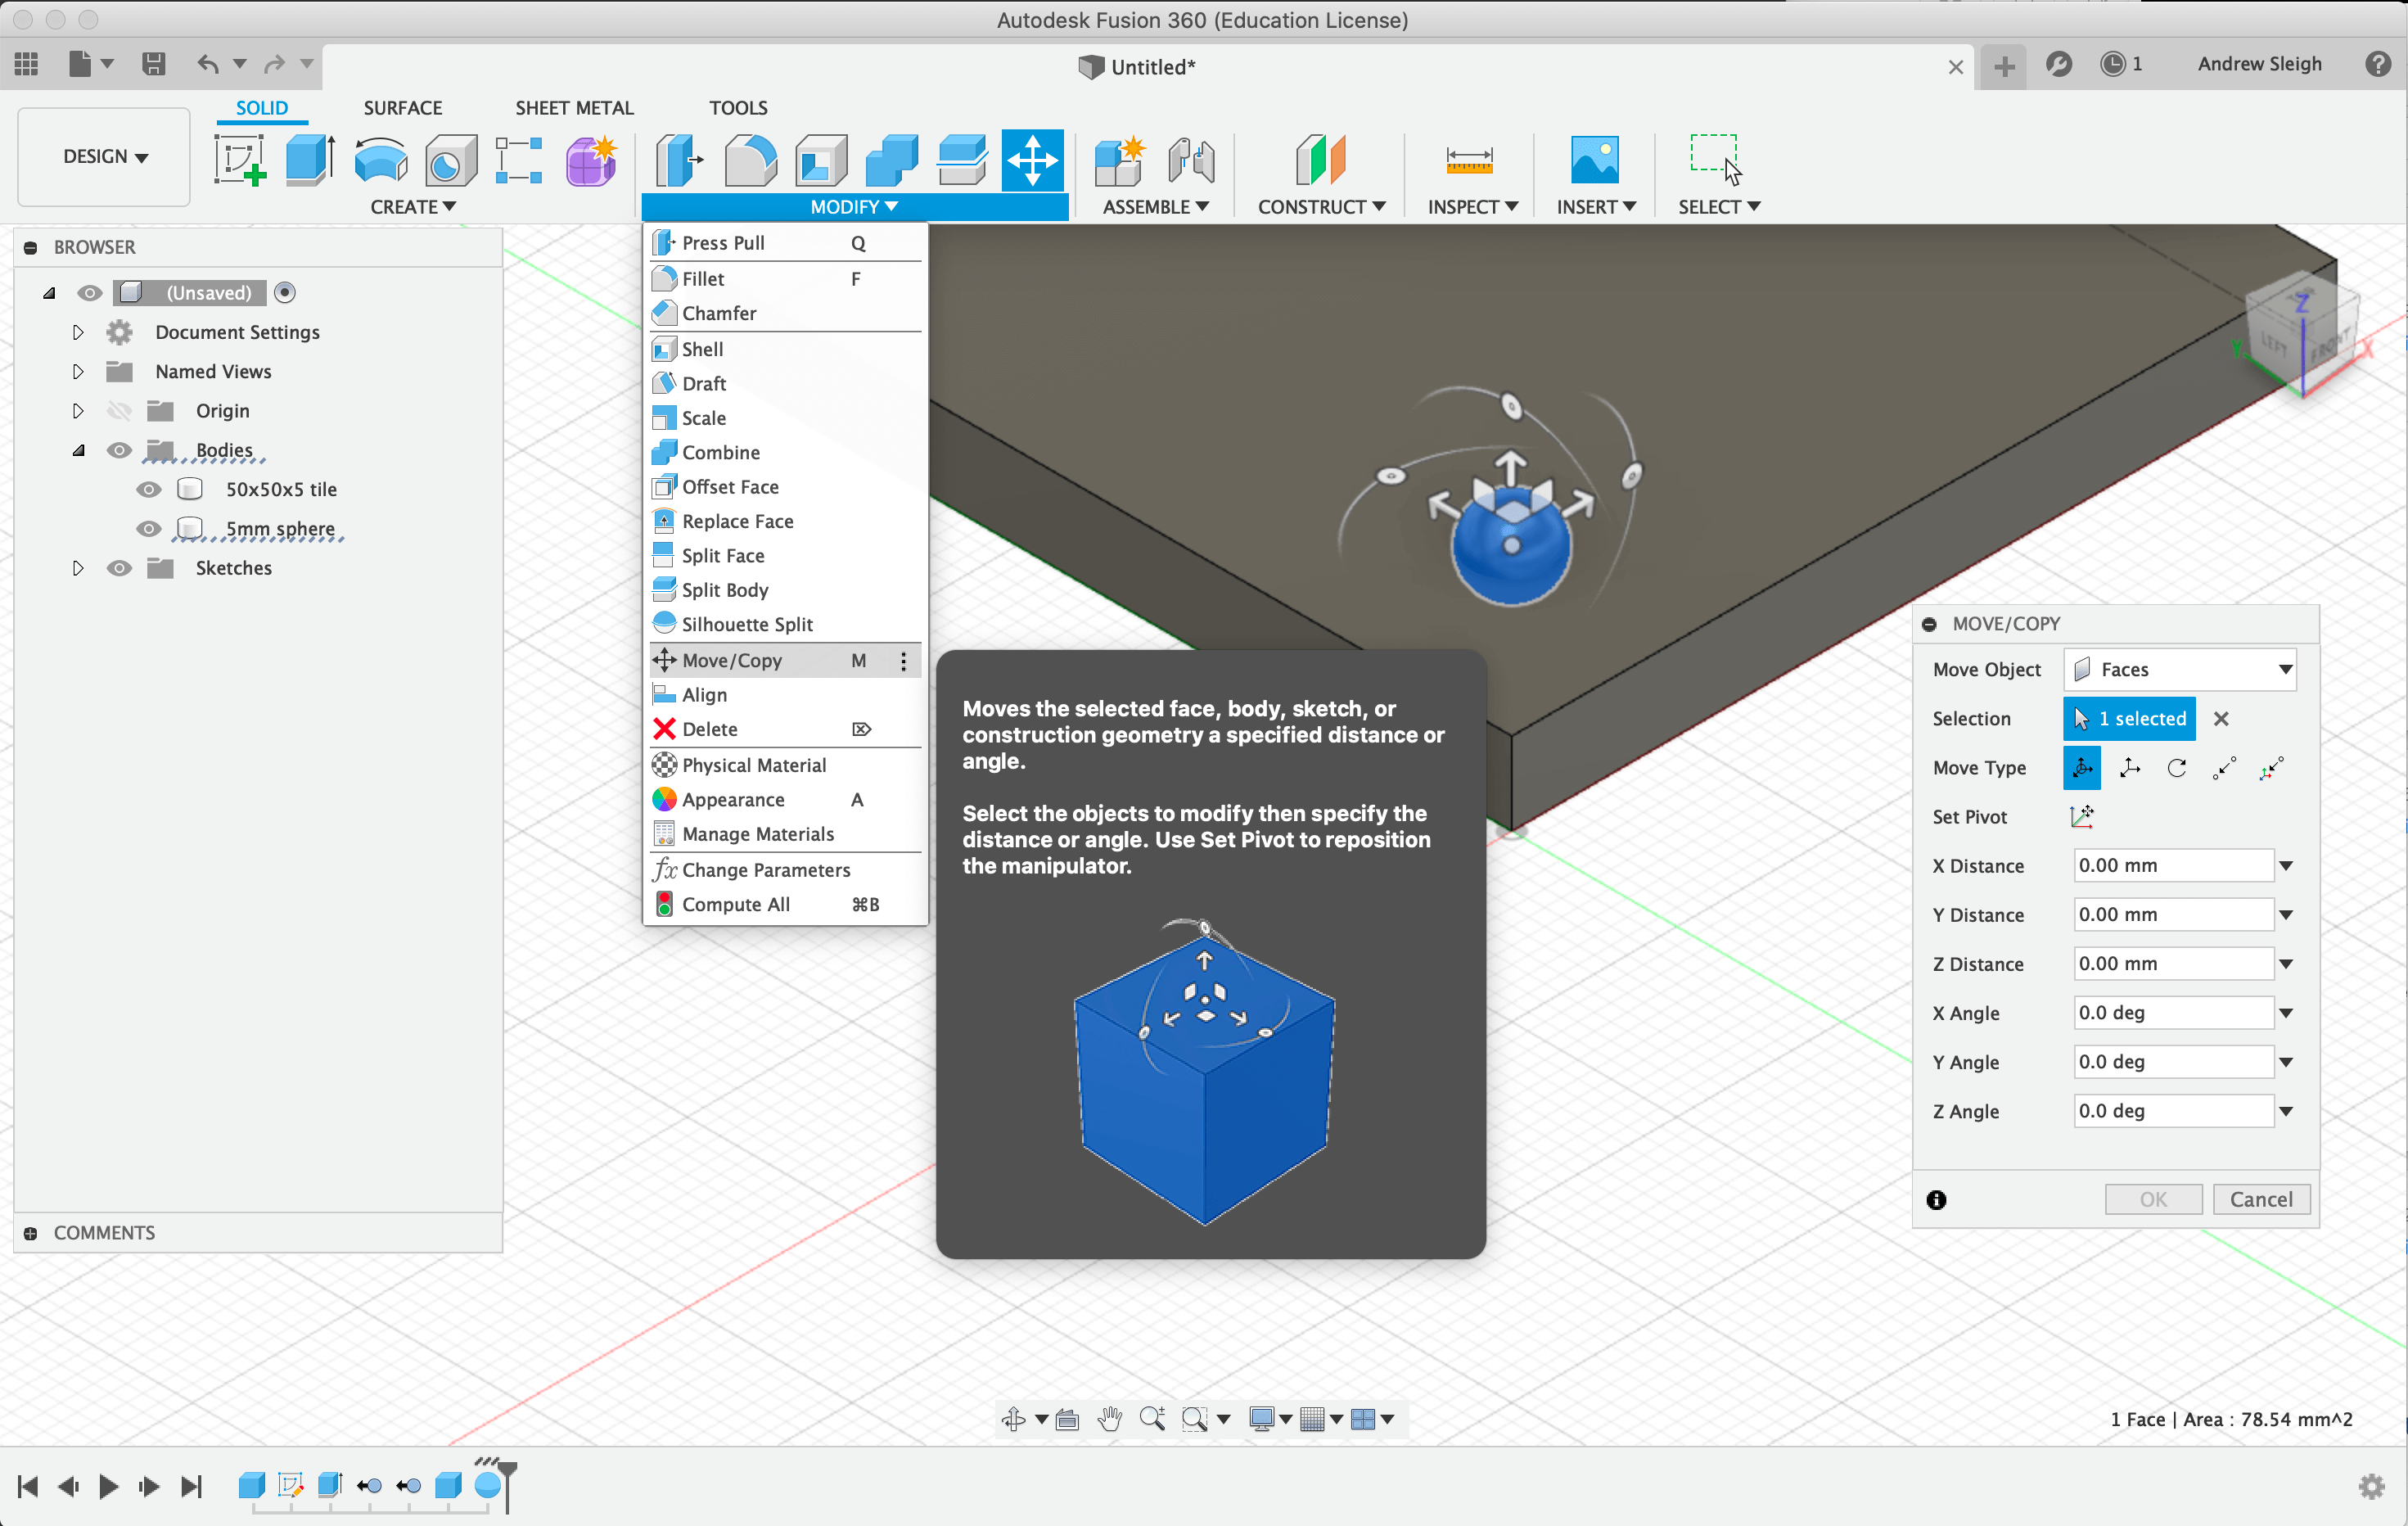 Autodesk Fusion 360 (Education License)
Untitled*
1
Andrew Sleigh
SOLID
SURFACE
SHEET METAL
TOOLS
DESIGN
CREATE
MODIFY
ASSEMBLE
CONSTRUCT
INSPECT
INSERT
SELECT
BROWSER
(Unsaved)
Document Settings
Named Views
Origin
Bodies
50x50x5 tile
5mm sphere
Sketches
COMMENTS
Press Pull Q
Fillet F
Chamfer
Shell
Draft
Scale
Combine
Offset Face
Replace Face
Split Face
Split Body
Silhouette Split
Move/Copy M
Align
Delete ⌦
Physical Material
Appearance A
Manage Materials
fx Change Parameters
Compute All ⌘B
Moves the selected face, body, sketch, or
construction geometry a specified distance or
angle.
Select the objects to modify then specify the
distance or angle. Use Set Pivot to reposition
the manipulator.
Z
LEFT
FRONT
Y
X
MOVE/COPY
Move Object Faces
Selection 1 selected
Move Type
Set Pivot
X Distance 0.00 mm
Y Distance 0.00 mm
Z Distance 0.00 mm
X Angle 0.0 deg
Y Angle 0.0 deg
Z Angle 0.0 deg
OK
Cancel
1 Face | Area : 78.54 mm^2